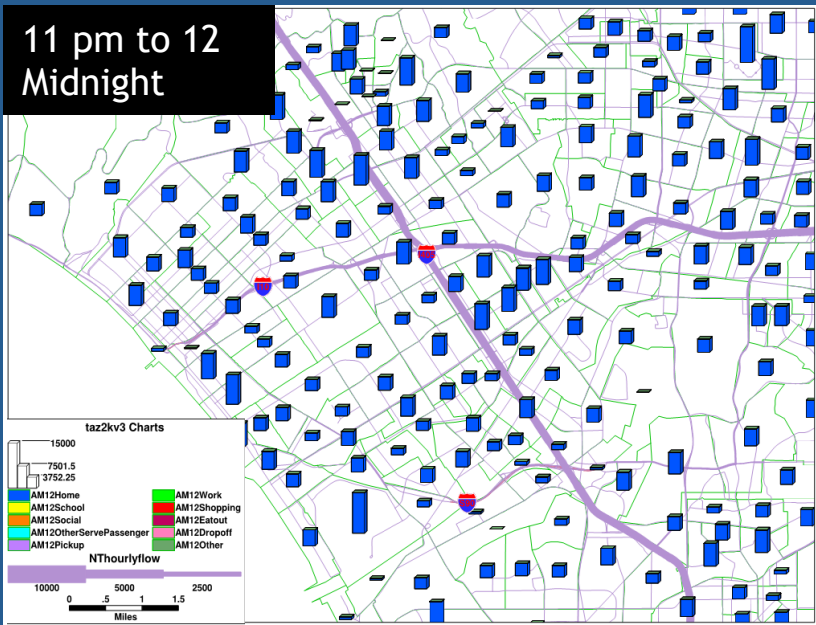 11 pm to 12
Midnight
taz2kv3 Charts
15000
7501.5
3752.25
AM12Home
AM12School
AM12Social
AM12OtherServePassenger
AM12Pickup
AM12Work
AM12Shopping
AM12Eatout
AM12Dropoff
AM12Other
NThourlyflow
10000 5000 2500
0 .5 1 1.5
Miles